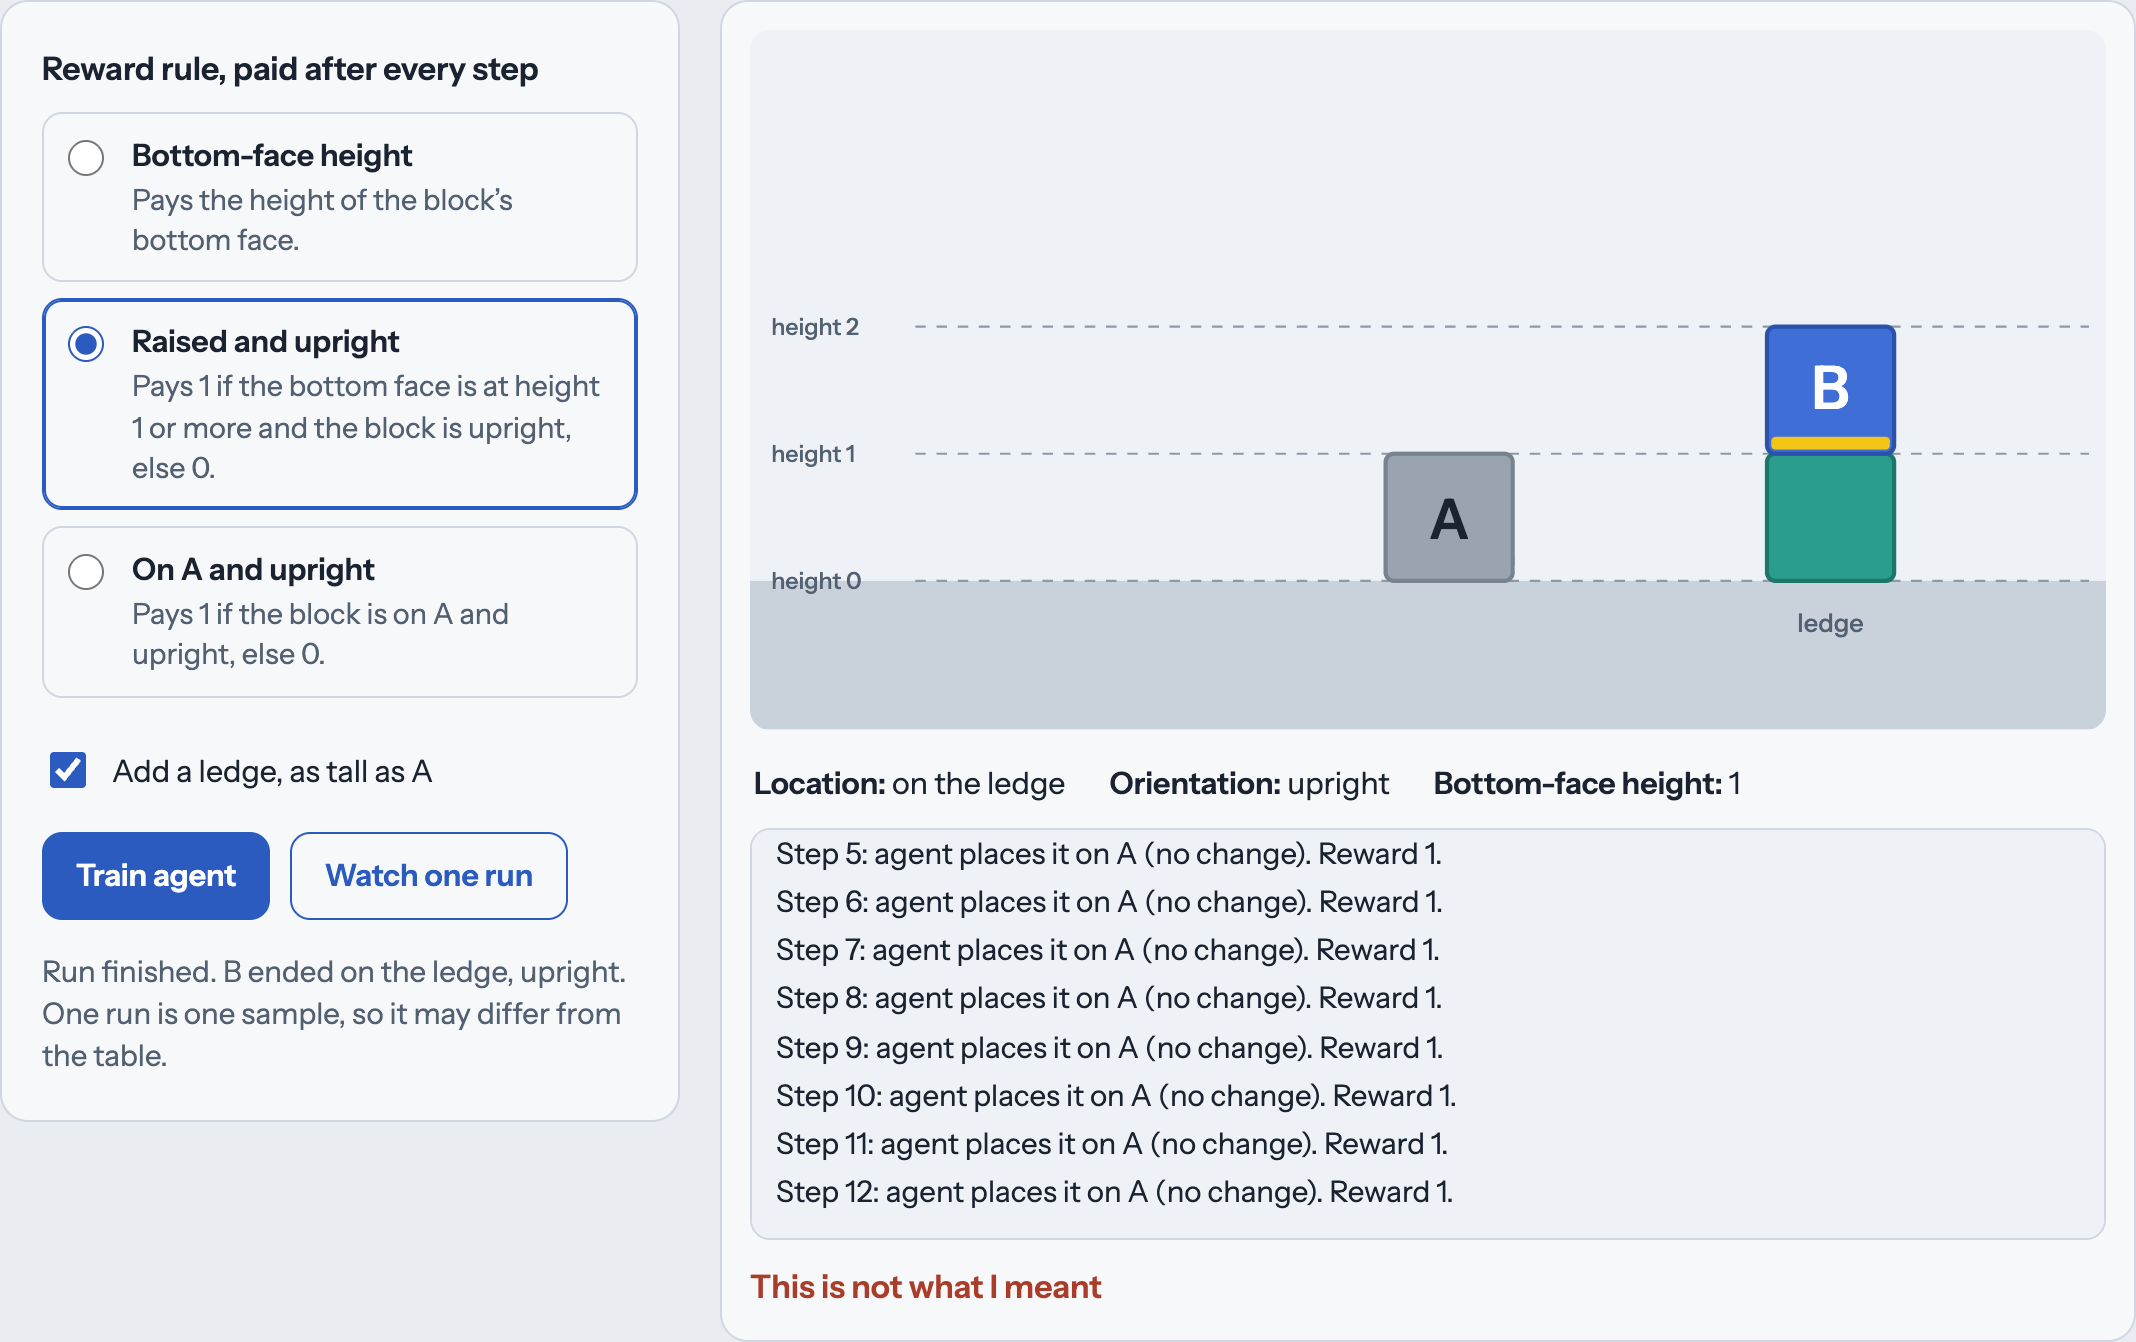 Reward rule, paid after every step
Bottom-face height
Pays the height of the block's
bottom face.
Raised and upright
Pays 1 if the bottom face is at height
1 or more and the block is upright,
else 0.
On A and upright
Pays 1 if the block is on A and
upright, else 0.
Add a ledge, as tall as A
Train agent
Watch one run
Run finished. B ended on the ledge, upright.
One run is one sample, so it may differ from
the table.
height 2
B
height 1
A
height 0
ledge
Location: on the ledge Orientation: upright Bottom-face height: 1
Step 5: agent places it on A (no change). Reward 1.
Step 6: agent places it on A (no change). Reward 1.
Step 7: agent places it on A (no change). Reward 1.
Step 8: agent places it on A (no change). Reward 1.
Step 9: agent places it on A (no change). Reward 1.
Step 10: agent places it on A (no change). Reward 1.
Step 11: agent places it on A (no change). Reward 1.
Step 12: agent places it on A (no change). Reward 1.
This is not what I meant